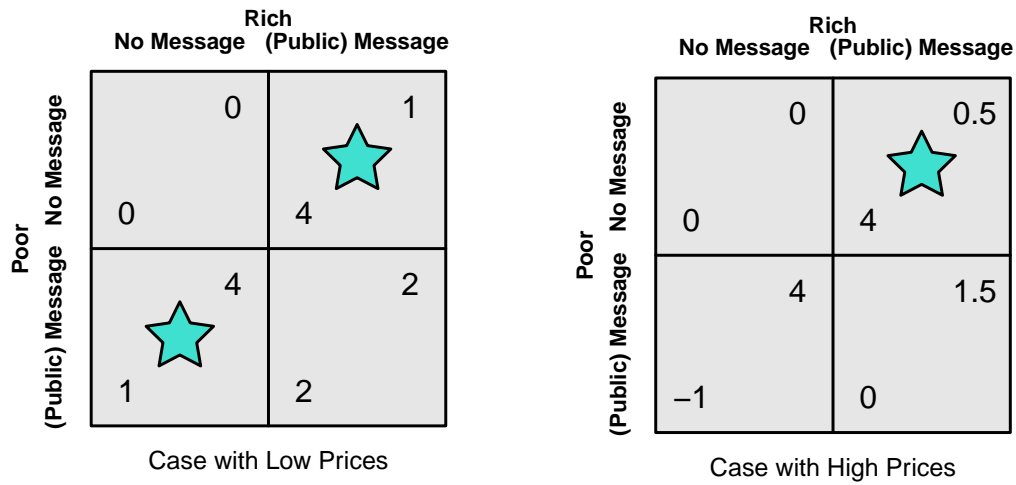 Rich
No Message (Public) Message
Poor
No Message
(Public) Message
0
0
1
4
4
1
2
2
Case with Low Prices
Rich
No Message (Public) Message
Poor
No Message
(Public) Message
0
0
0.5
4
4
−1
1.5
0
Case with High Prices